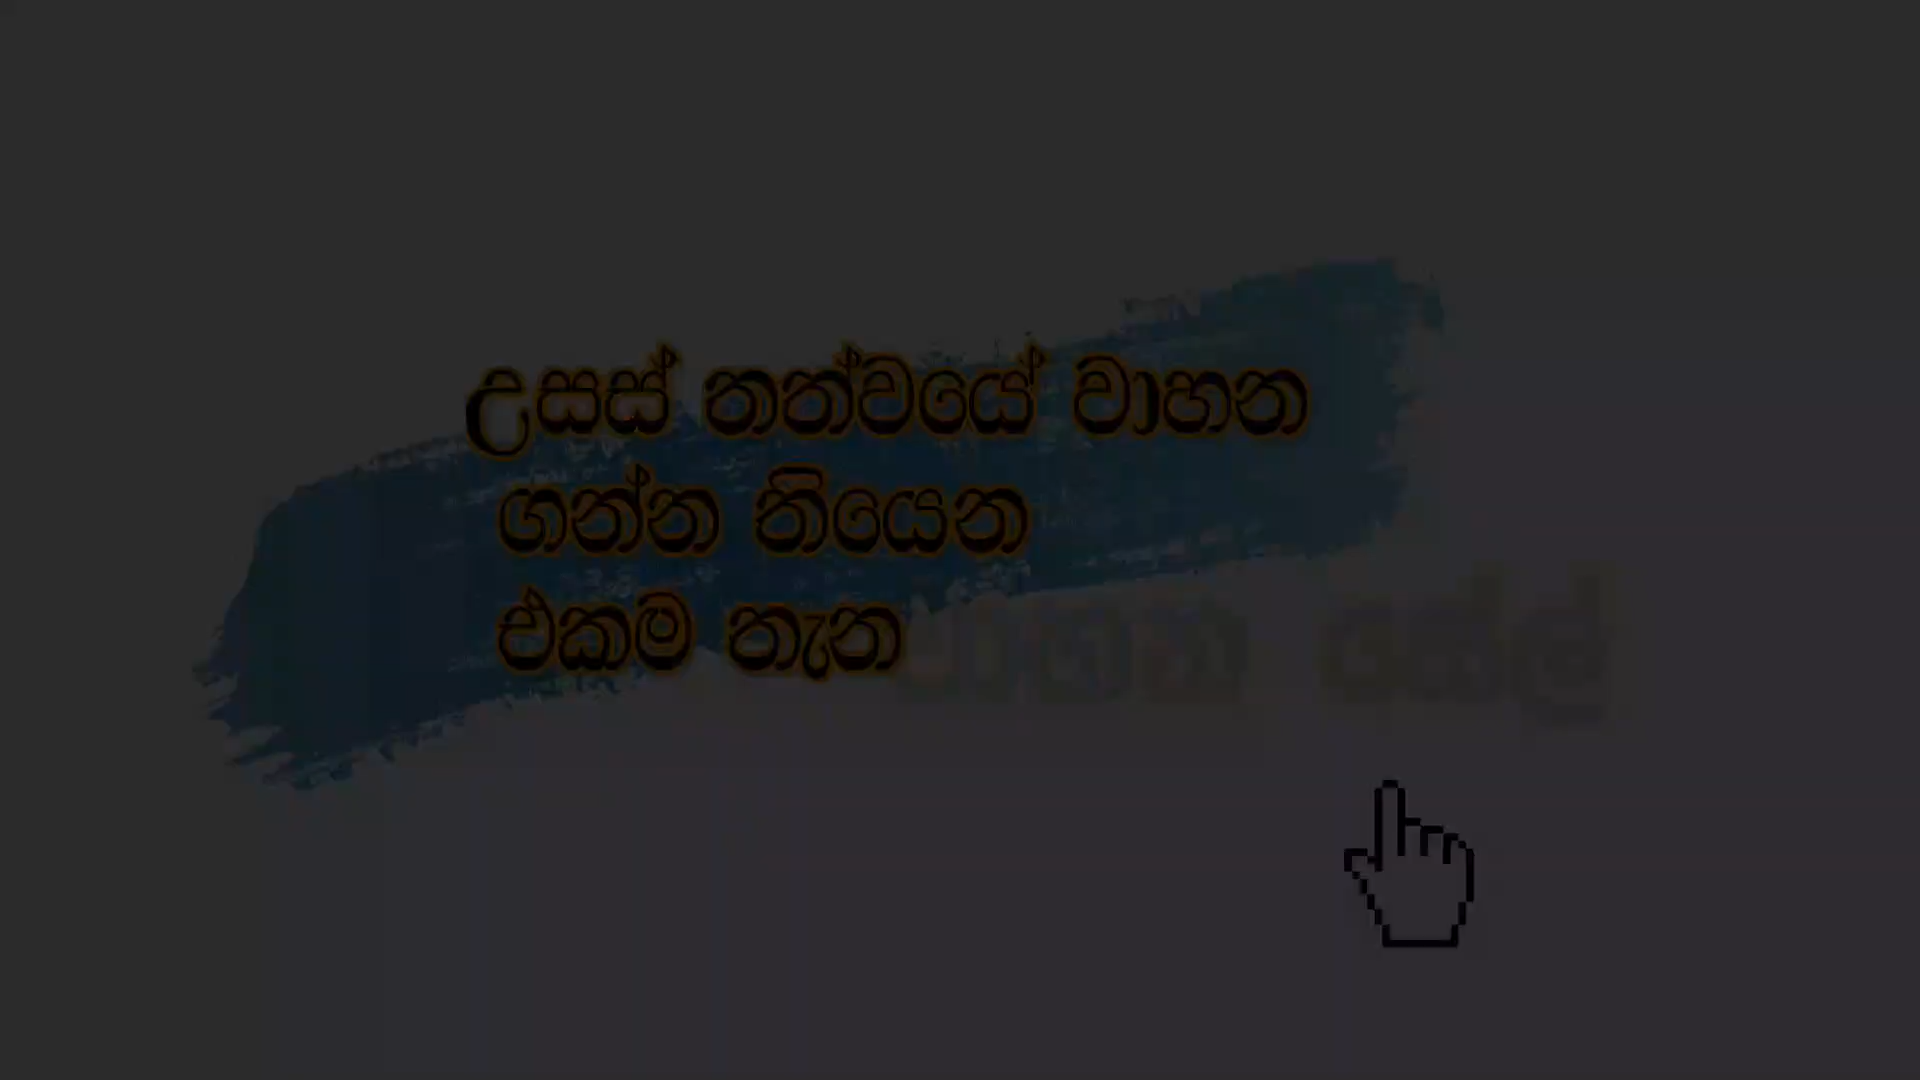 උසස් තත්වයේ වාහන
ගන්න තියෙන
එකම තැන